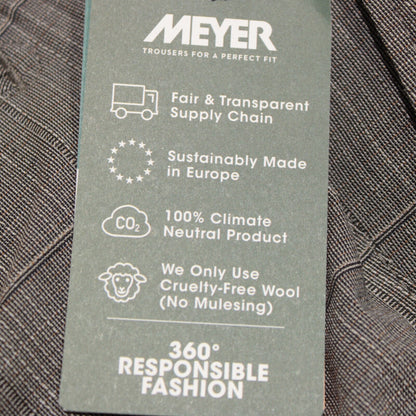 MEYER
TROUSERS FOR A PERFECT FIT
Fair & Transparent
Supply Chain
Sustainably Made
in Europe
CO₂
100% Climate
Neutral Product
We Only Use
Cruelty-Free Wool
(No Mulesing)
360°
RESPONSIBLE
FASHION